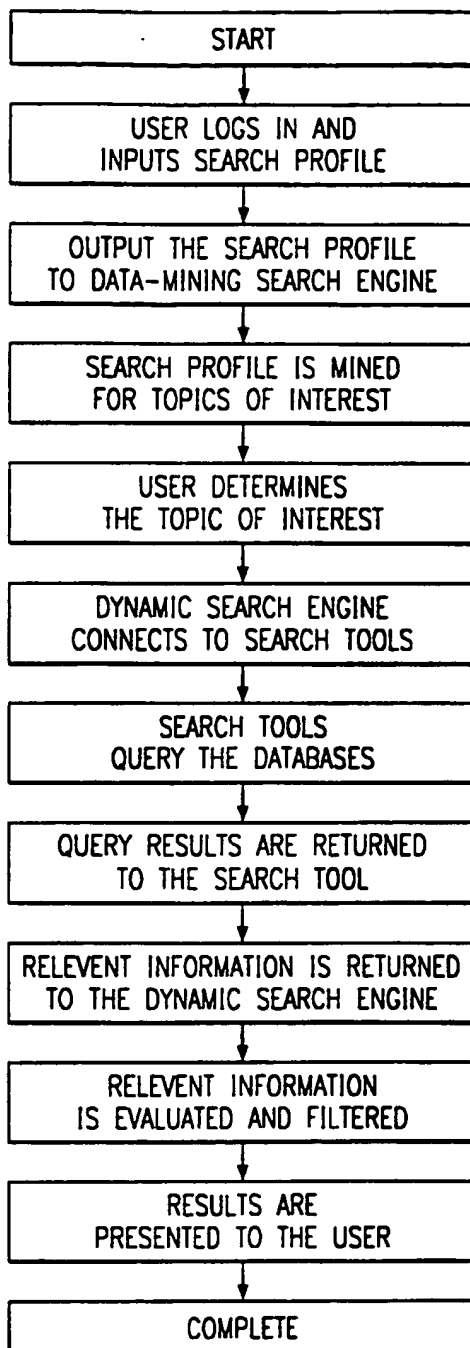 START
USER LOGS IN AND
INPUTS SEARCH PROFILE
OUTPUT THE SEARCH PROFILE
TO DATA-MINING SEARCH ENGINE
SEARCH PROFILE IS MINED
FOR TOPICS OF INTEREST
USER DETERMINES
THE TOPIC OF INTEREST
DYNAMIC SEARCH ENGINE
CONNECTS TO SEARCH TOOLS
SEARCH TOOLS
QUERY THE DATABASES
QUERY RESULTS ARE RETURNED
TO THE SEARCH TOOL
RELEVENT INFORMATION IS RETURNED
TO THE DYNAMIC SEARCH ENGINE
RELEVENT INFORMATION
IS EVALUATED AND FILTERED
RESULTS ARE
PRESENTED TO THE USER
COMPLETE